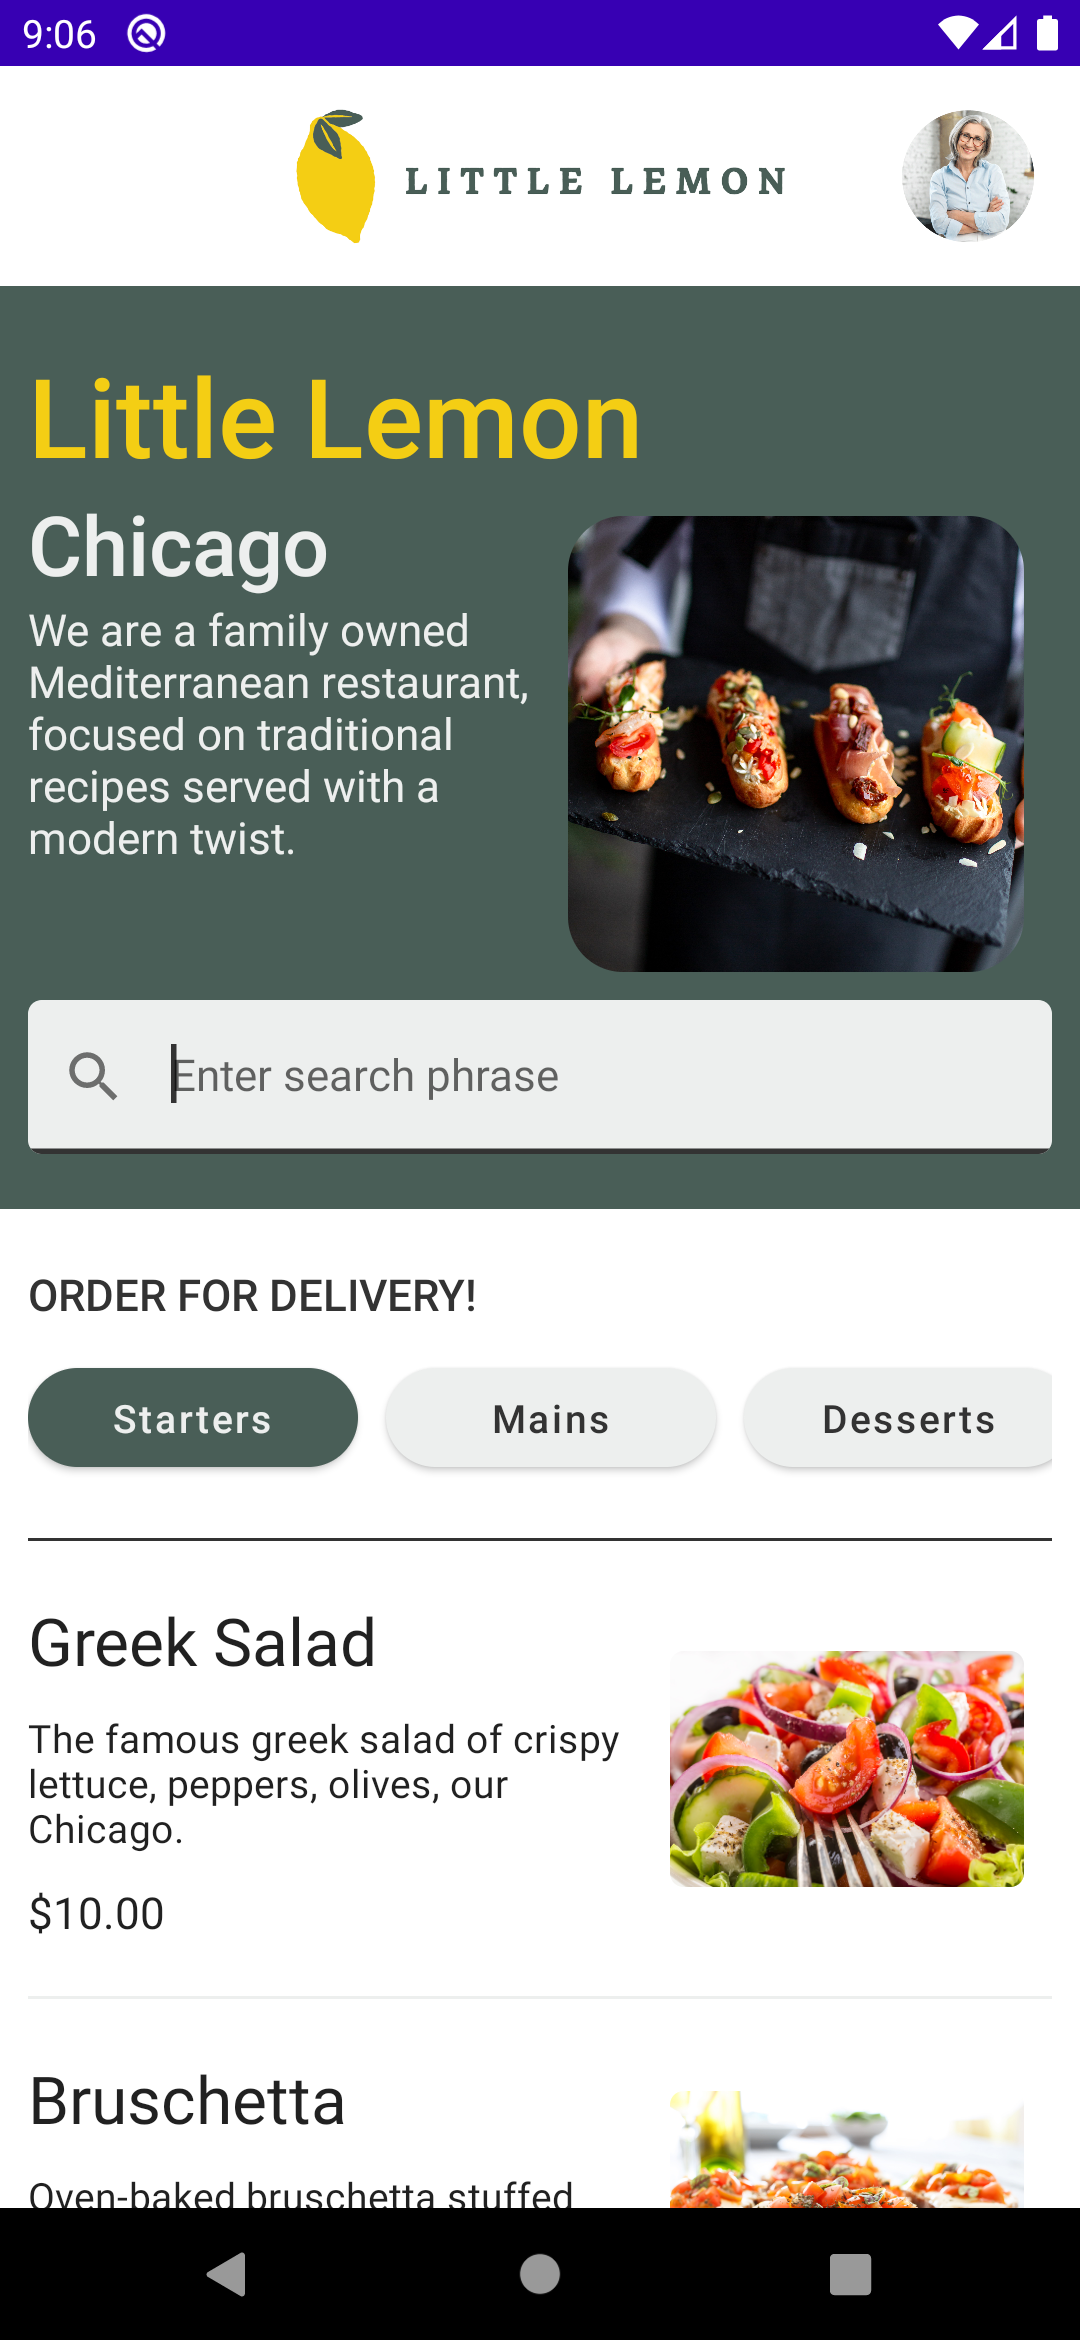 9:06
LITTLE LEMON
Little Lemon
Chicago
We are a family owned
Mediterranean restaurant,
focused on traditional
recipes served with a
modern twist.
Enter search phrase
ORDER FOR DELIVERY!
Starters
Mains
Desserts
Greek Salad
The famous greek salad of crispy
lettuce, peppers, olives, our
Chicago.
$10.00
Bruschetta
Oven-baked bruschetta stuffed